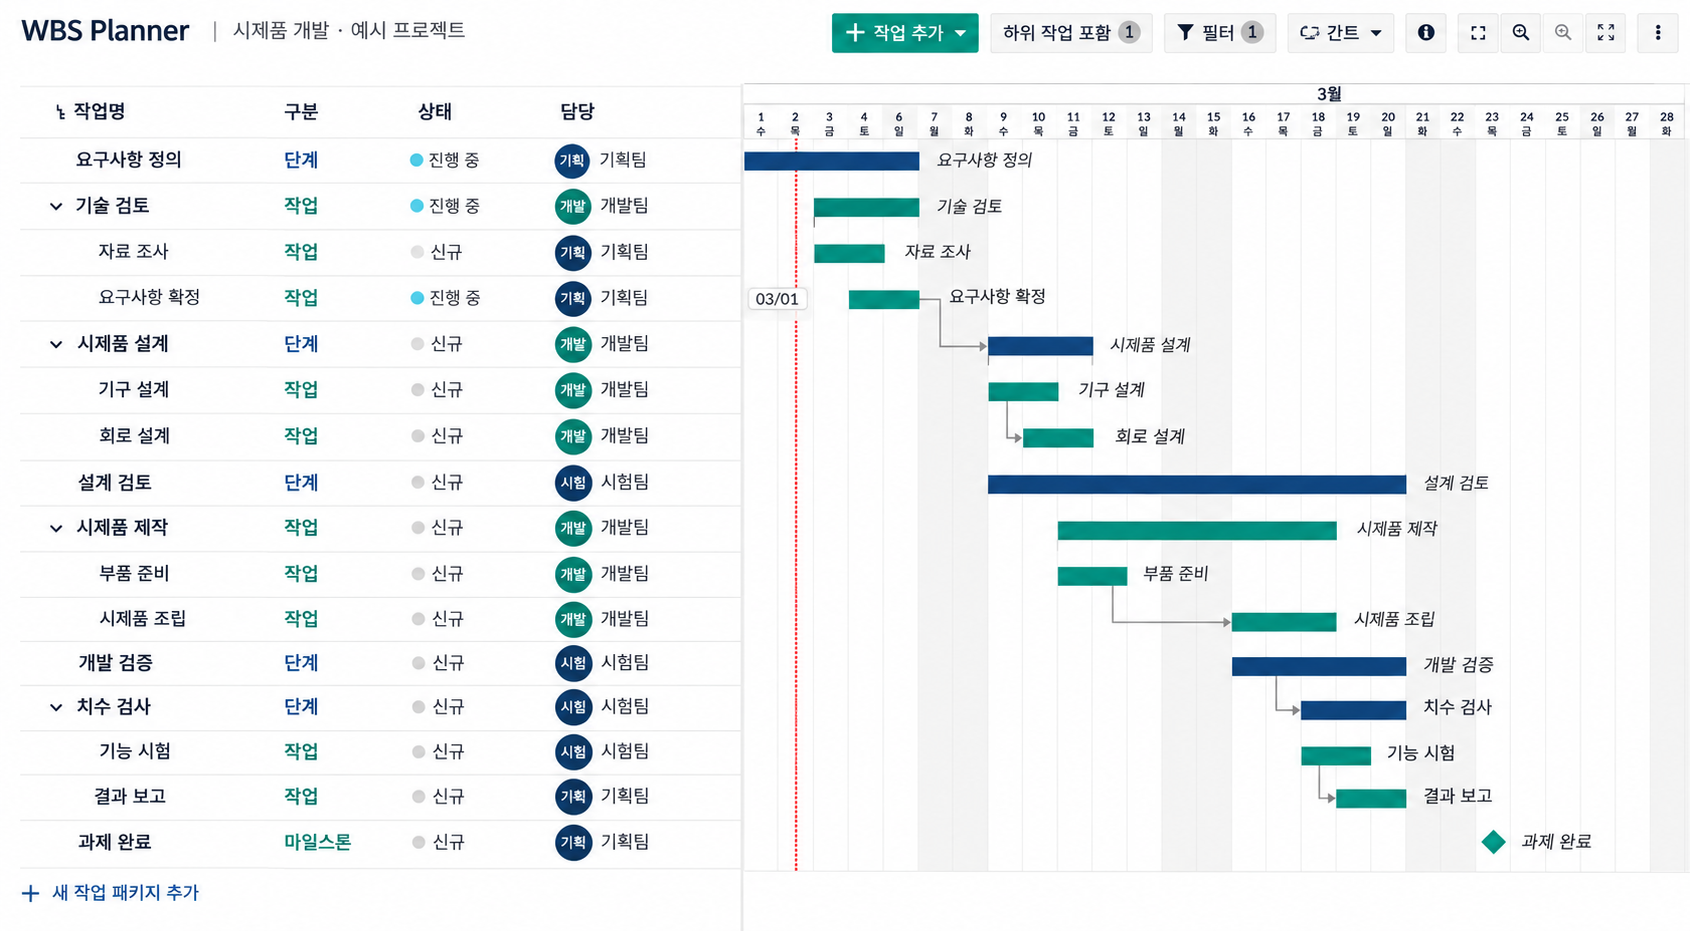 WBS Planner | 시제품 개발 · 예시 프로젝트
작업 추가
하위 작업 포함 1
필터 1
간트
작업명 구분 상태 담당
3월
1 2 3 4 6 7 8 9 10 11 12 13 14 15 16 17 18 19 20 21 22 23 24 25 26 27 28
수 목 금 토 일 월 화 수 목 금 토 일 월 화 수 목 금 토 일 화 수 목 금 토 일 월 화
요구사항 정의 단계 진행 중 기획 기획팀 요구사항 정의
기술 검토 작업 진행 중 개발 개발팀 기술 검토
자료 조사 작업 신규 기획 기획팀 자료 조사
요구사항 확정 작업 진행 중 기획 기획팀 03/01 요구사항 확정
시제품 설계 단계 신규 개발 개발팀 시제품 설계
기구 설계 작업 신규 개발 개발팀 기구 설계
회로 설계 작업 신규 개발 개발팀 회로 설계
설계 검토 단계 신규 시험 시험팀 설계 검토
시제품 제작 작업 신규 개발 개발팀 시제품 제작
부품 준비 작업 신규 개발 개발팀 부품 준비
시제품 조립 작업 신규 개발 개발팀 시제품 조립
개발 검증 단계 신규 시험 시험팀 개발 검증
치수 검사 단계 신규 시험 시험팀 치수 검사
기능 시험 작업 신규 시험 시험팀 기능 시험
결과 보고 작업 신규 기획 기획팀 결과 보고
과제 완료 마일스톤 신규 기획 기획팀 과제 완료
새 작업 패키지 추가